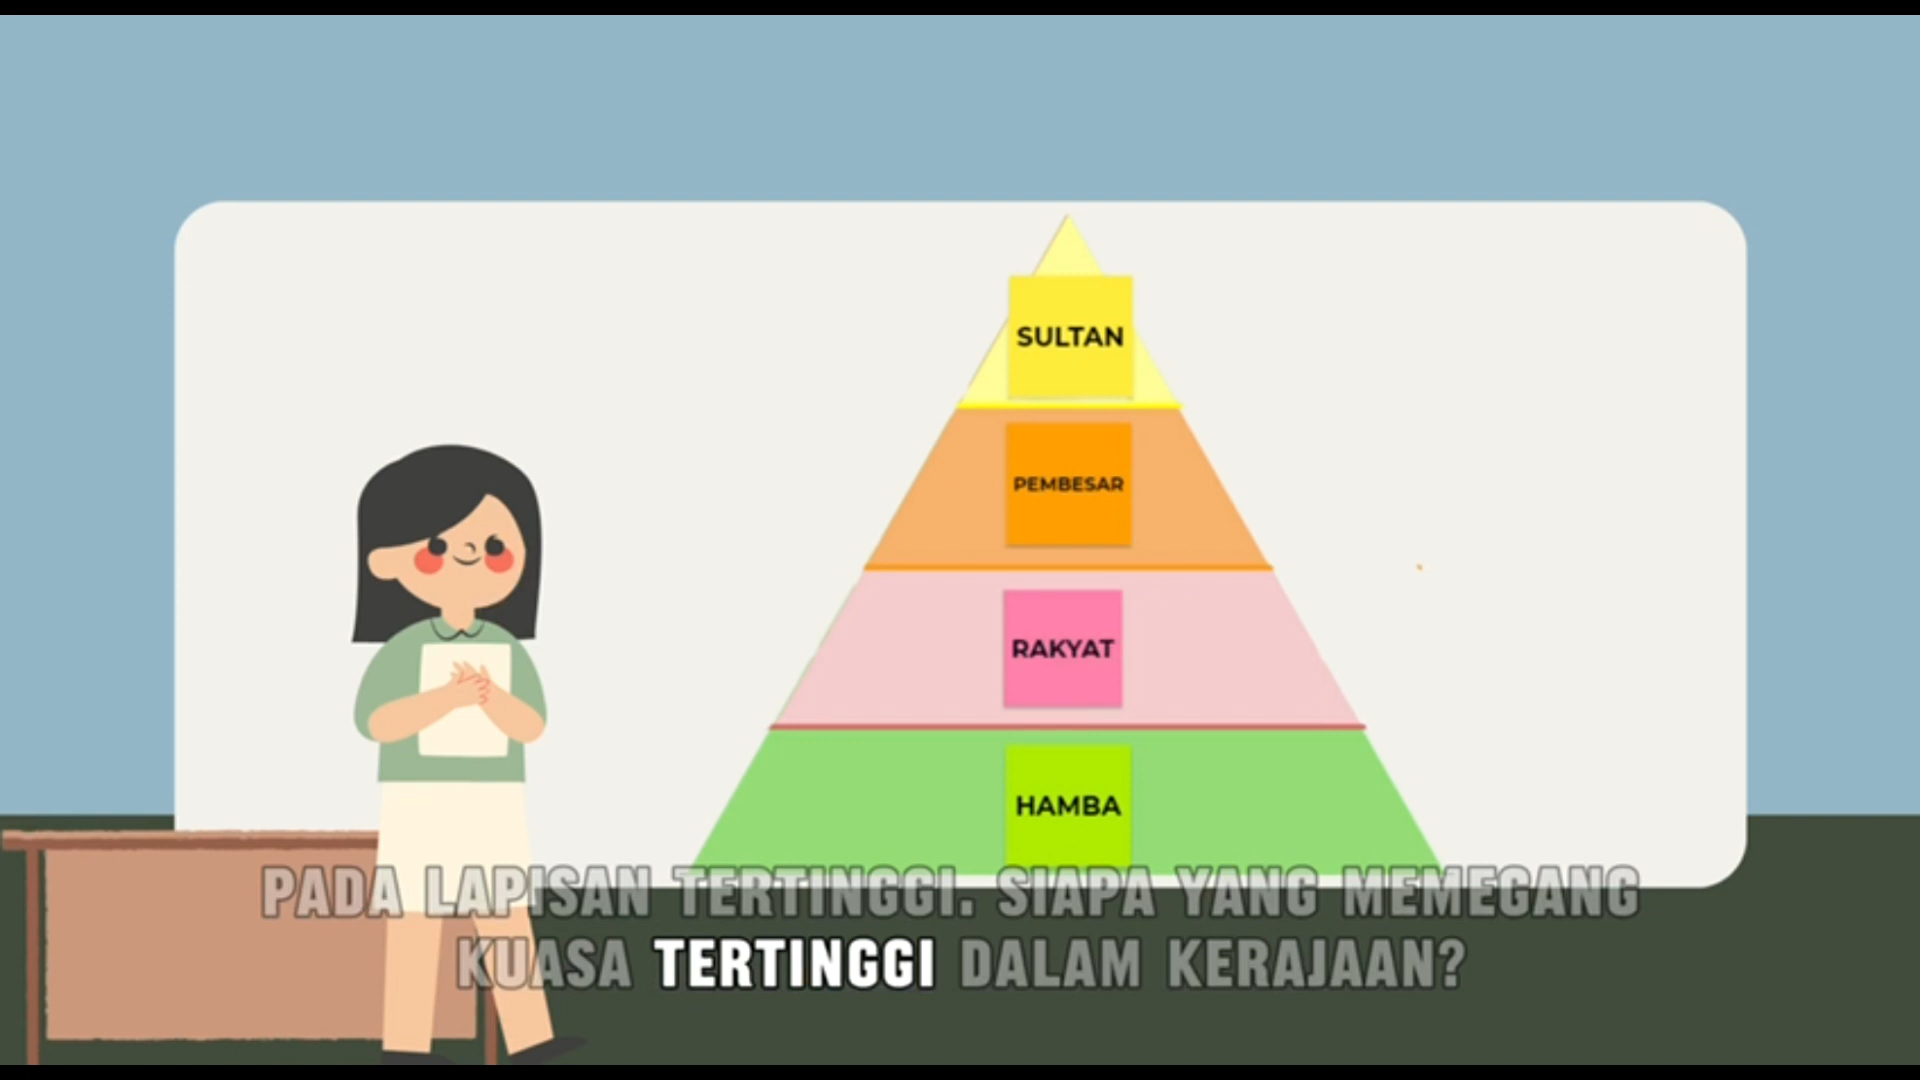 SULTAN
PEMBESAR
RAKYAT
HAMBA
PADA LAPISAN TERTINGGI. SIAPA YANG MEMEGANG
KUASA TERTINGGI DALAM KERAJAAN?